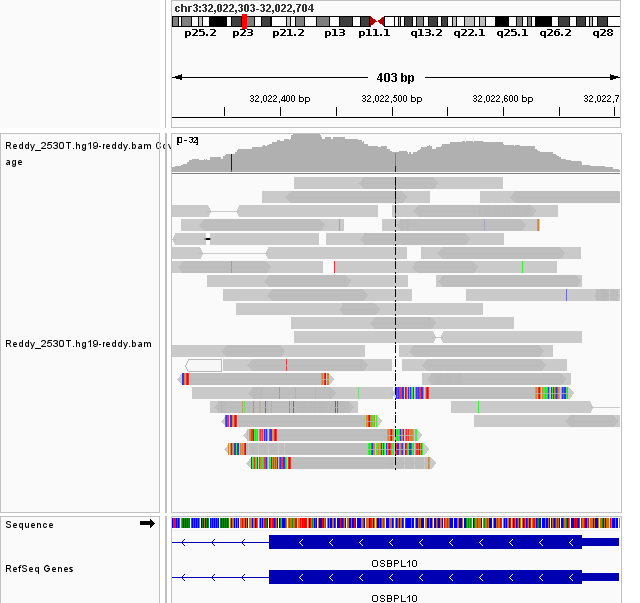 chr3:32,022,303-32,022,704
p25.2 p23 p21.2 p13 p11.1 q13.2 q22.1 q25.1 q26.2 q28
403 bp
32,022,400 bp 32,022,500 bp 32,022,600 bp 32,022,7
Reddy_2530T.hg19-reddy.bam Cov
age
[0-32]
Reddy_2530T.hg19-reddy.bam
Sequence
OSBPL10
RefSeq Genes
OSBPL10